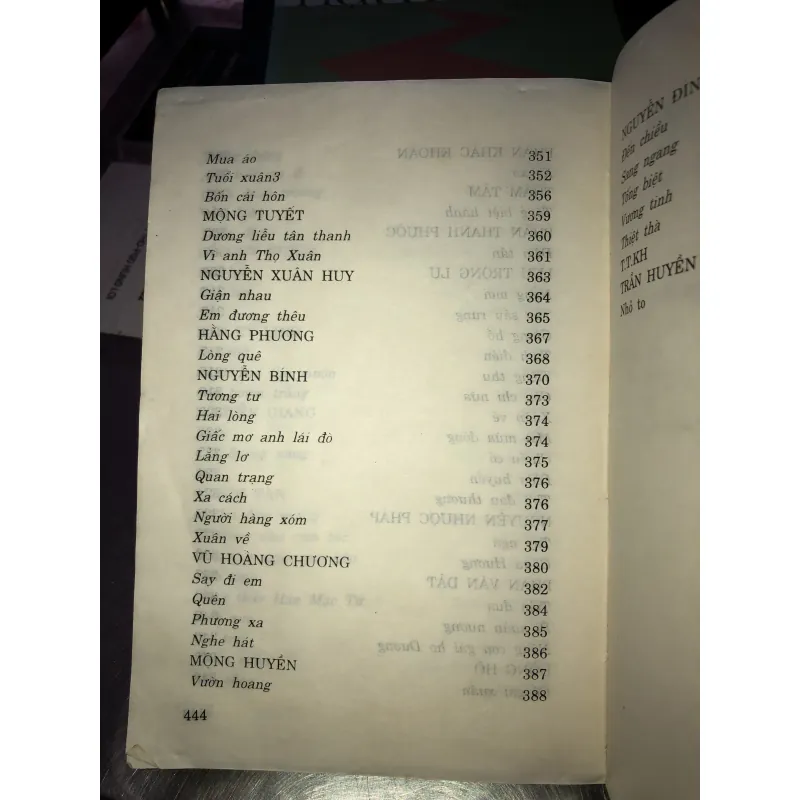 Mua áo 351
Tuổi xuân3 352
Bốn cái hôn 356
MỘNG TUYẾT 359
Dương liễu tân thanh 360
Vì anh Thọ Xuân 361
NGUYỄN XUÂN HUY 363
Giận nhau 364
Em đương thêu 365
HẰNG PHƯƠNG 367
Lòng quê 368
NGUYỄN BÍNH 370
Tương tư 373
Hai lòng 374
Giấc mơ anh lái đò 374
Lẳng lơ 375
Quan trạng 376
Xa cách 376
Người hàng xóm 377
Xuân về 379
VŨ HOÀNG CHƯƠNG 380
Say đi em 382
Quên 384
Phương xa 385
Nghe hát 386
MỘNG HUYỀN 387
Vườn hoang 388
444
NGUYỄN ĐÌN
Đèn chiều
Sang ngang
Tống biệt
Vương tình
Thiệt thà
T.T.KH
TRẦN HUYỀN
Nhỏ to